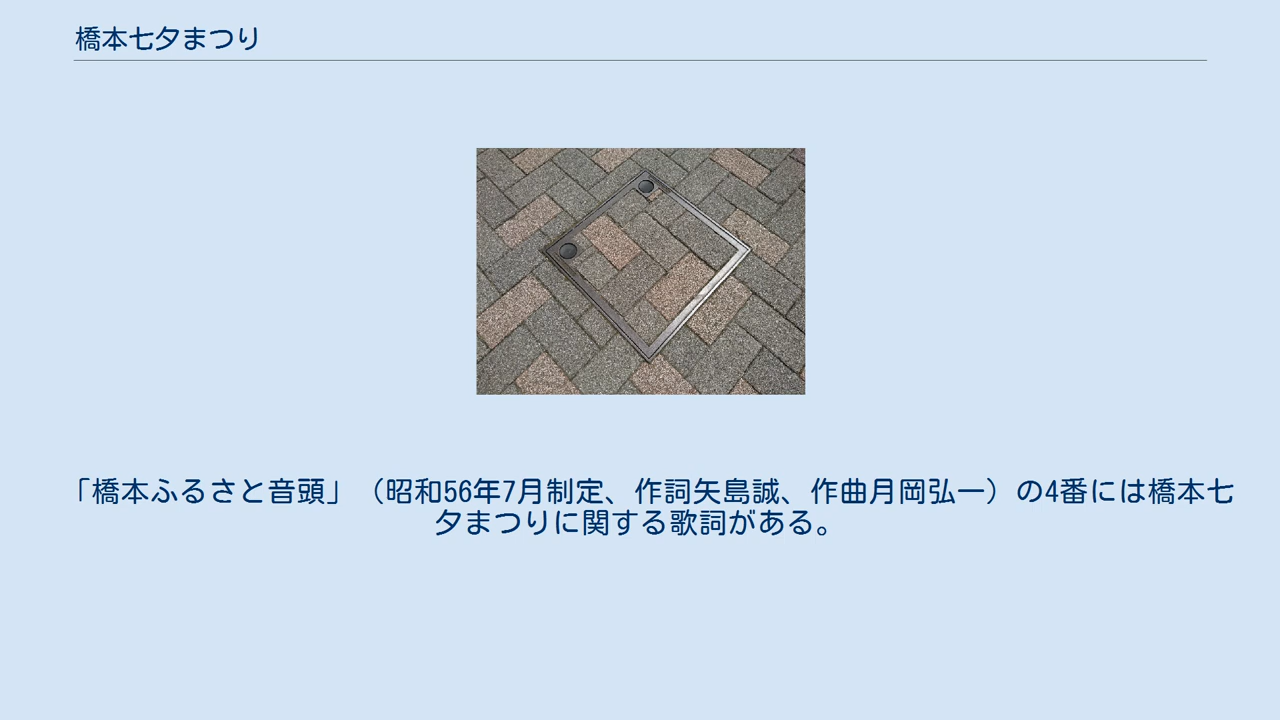 橋本七夕まつり
「橋本ふるさと音頭」（昭和56年7月制定、作詞矢島誠、作曲月岡弘一）の4番には橋本七
夕まつりに関する歌詞がある。